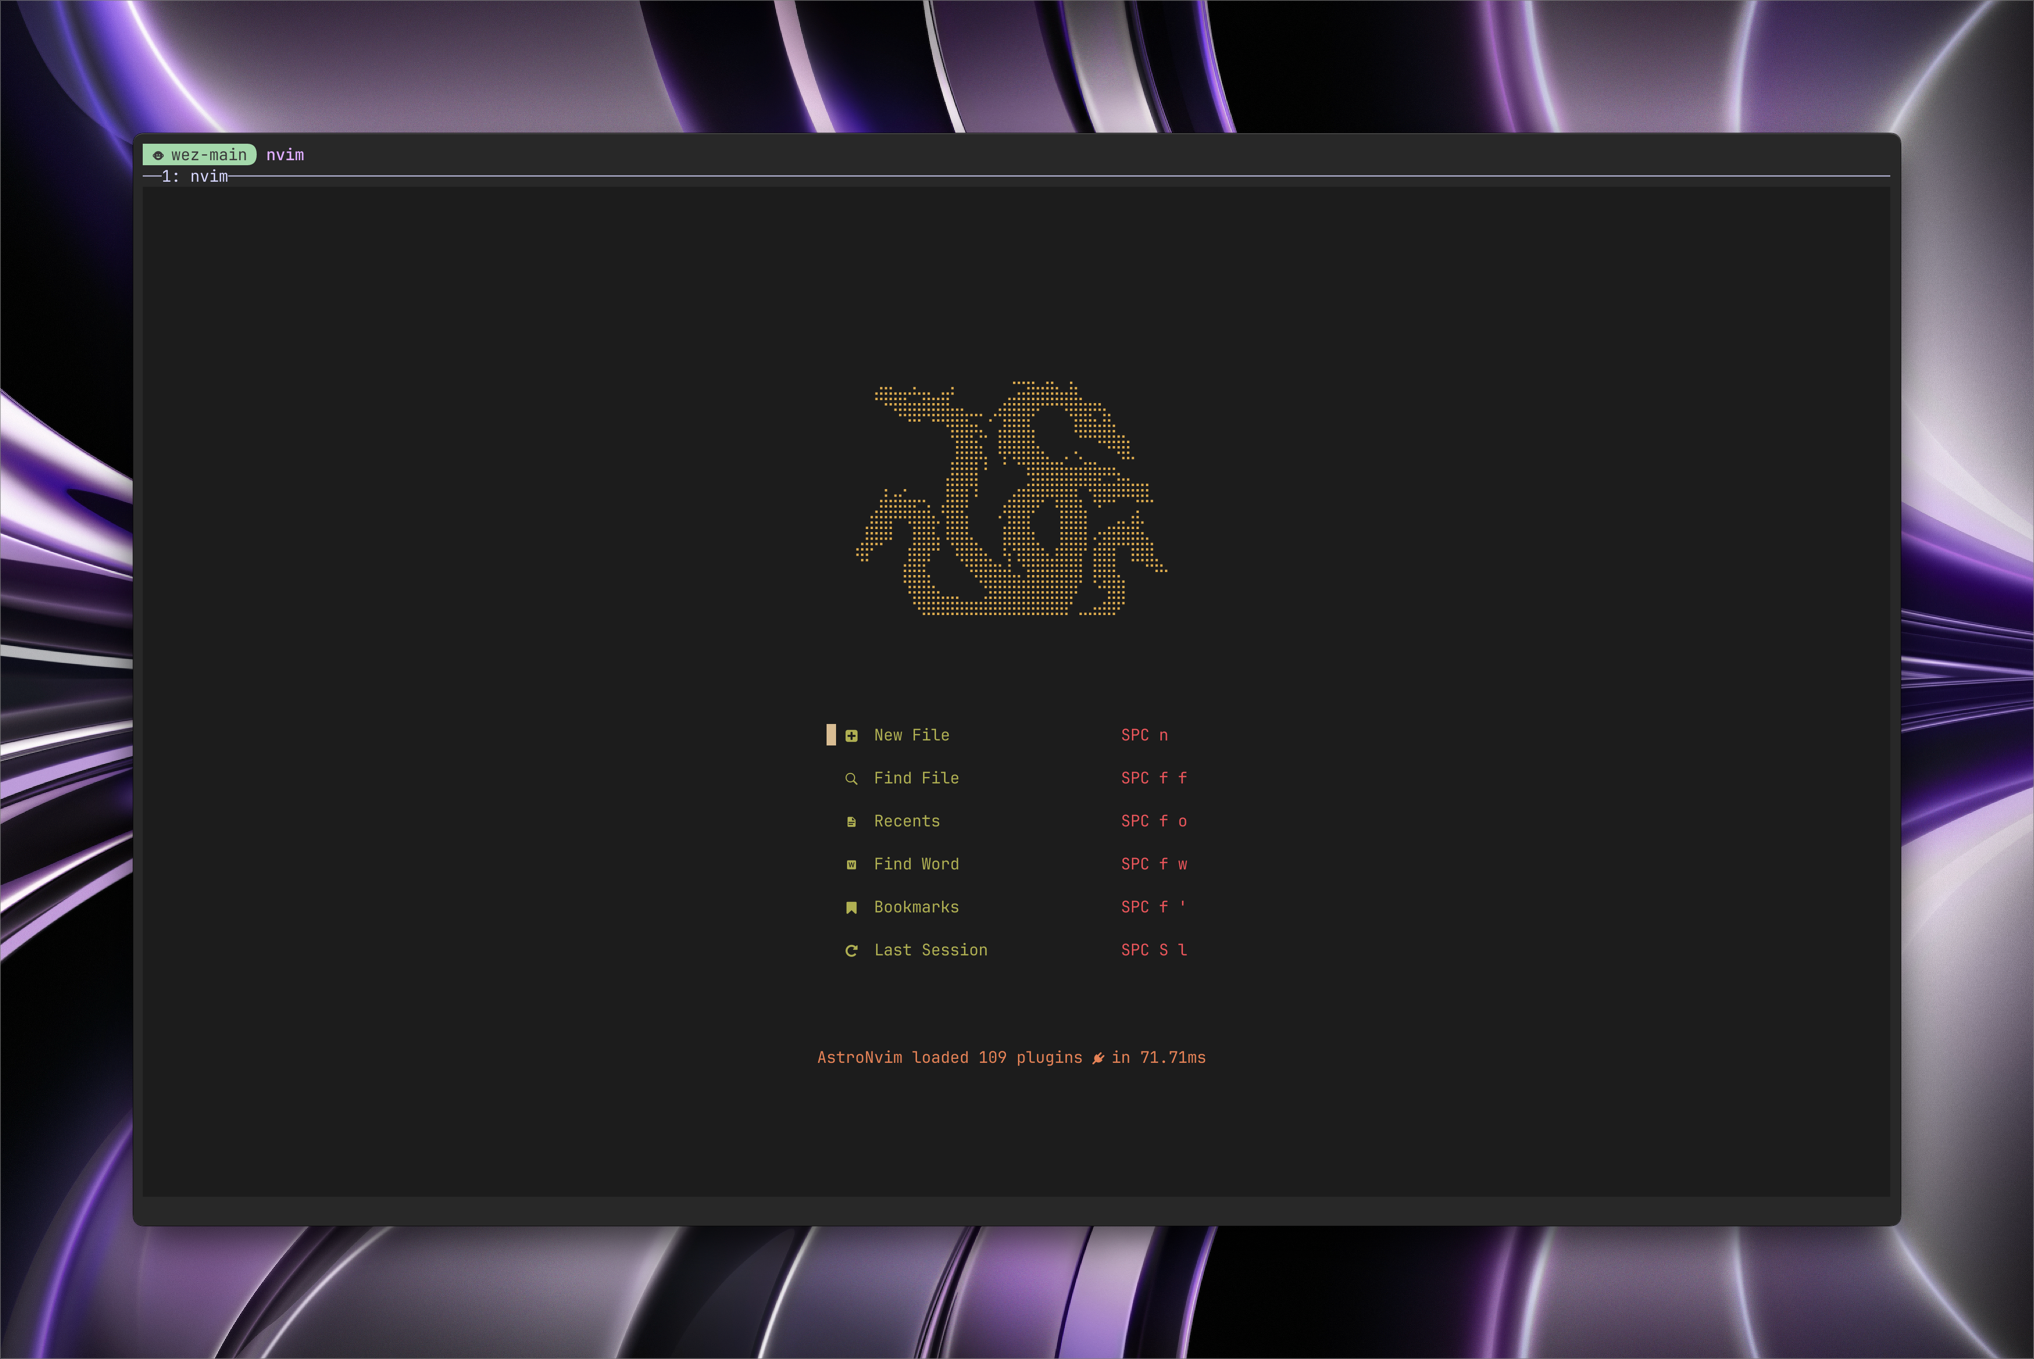 wez-main nvim
1: nvim
New File SPC n
Find File SPC f f
Recents SPC f o
Find Word SPC f w
Bookmarks SPC f '
Last Session SPC S l
AstroNvim loaded 109 plugins in 71.71ms